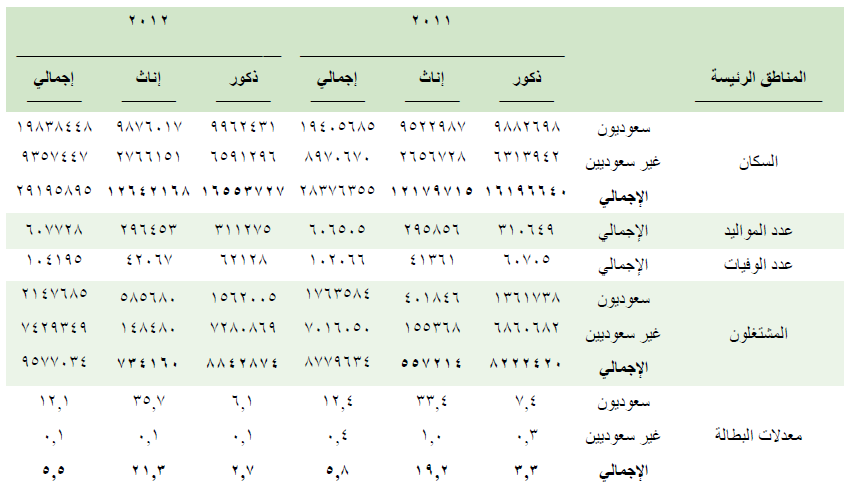 ٢٠١١ ٢٠١٢
المناطق الرئيسة ذكور إناث إجمالي ذكور إناث إجمالي
سعوديون ٩٨٨٢٦٩٨ ٩٥٢٢٩٨٧ ١٩٤٠٥٦٨٥ ٩٩٦٢٤٣١ ٩٨٧٦٠١٧ ١٩٨٣٨٤٤٨
السكان غير سعوديين ٦٣١٣٩٤٢ ٢٦٥٦٧٢٨ ٨٩٧٠٦٧٠ ٦٥٩١٢٩٦ ٢٧٦٦١٥١ ٩٣٥٧٤٤٧
الإجمالي ١٦١٩٦٦٤٠ ١٢١٧٩٧١٥ ٢٨٣٧٦٣٥٥ ١٦٥٥٣٧٢٧ ١٢٦٤٢١٦٨ ٢٩١٩٥٨٩٥
عدد المواليد الإجمالي ٣١٠٦٤٩ ٢٩٥٨٥٦ ٦٠٦٥٠٥ ٣١١٢٧٥ ٢٩٦٤٥٣ ٦٠٧٧٢٨
عدد الوفيات الإجمالي ٦٠٧٠٥ ٤١٣٦١ ١٠٢٠٦٦ ٦٢١٢٨ ٤٢٠٦٧ ١٠٤١٩٥
سعوديون ١٣٦١٧٣٨ ٤٠١٨٤٦ ١٧٦٣٥٨٤ ١٥٦٢٠٠٥ ٥٨٥٦٨٠ ٢١٤٧٦٨٥
المشتغلون غير سعوديين ٦٨٦٠٦٨٢ ١٥٥٣٦٨ ٧٠١٦٠٥٠ ٧٢٨٠٨٦٩ ١٤٨٤٨٠ ٧٤٢٩٣٤٩
الإجمالي ٨٢٢٢٤٢٠ ٥٥٧٢١٤ ٨٧٧٩٦٣٤ ٨٨٤٢٨٧٤ ٧٣٤١٦٠ ٩٥٧٧٠٣٤
سعوديون ٧,٤ ٣٣,٤ ١٢,٤ ٦,١ ٣٥,٧ ١٢,١
معدلات البطالة غير سعوديين ٠,٣ ١,٠ ٠,٤ ٠,١ ٠,١ ٠,١
الإجمالي ٣,٣ ١٩,٢ ٥,٨ ٢,٧ ٢١,٣ ٥,٥